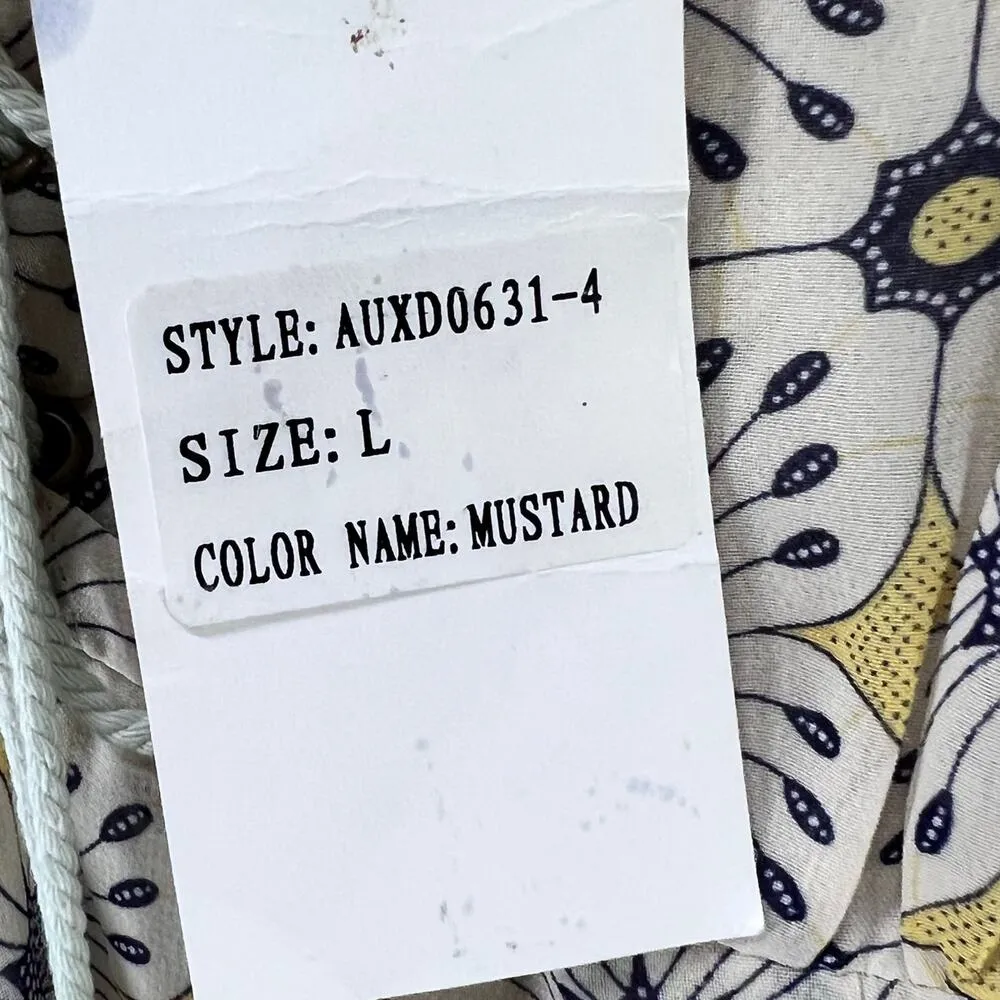 STYLE: AUXD0631-4
SIZE: L
COLOR NAME: MUSTARD